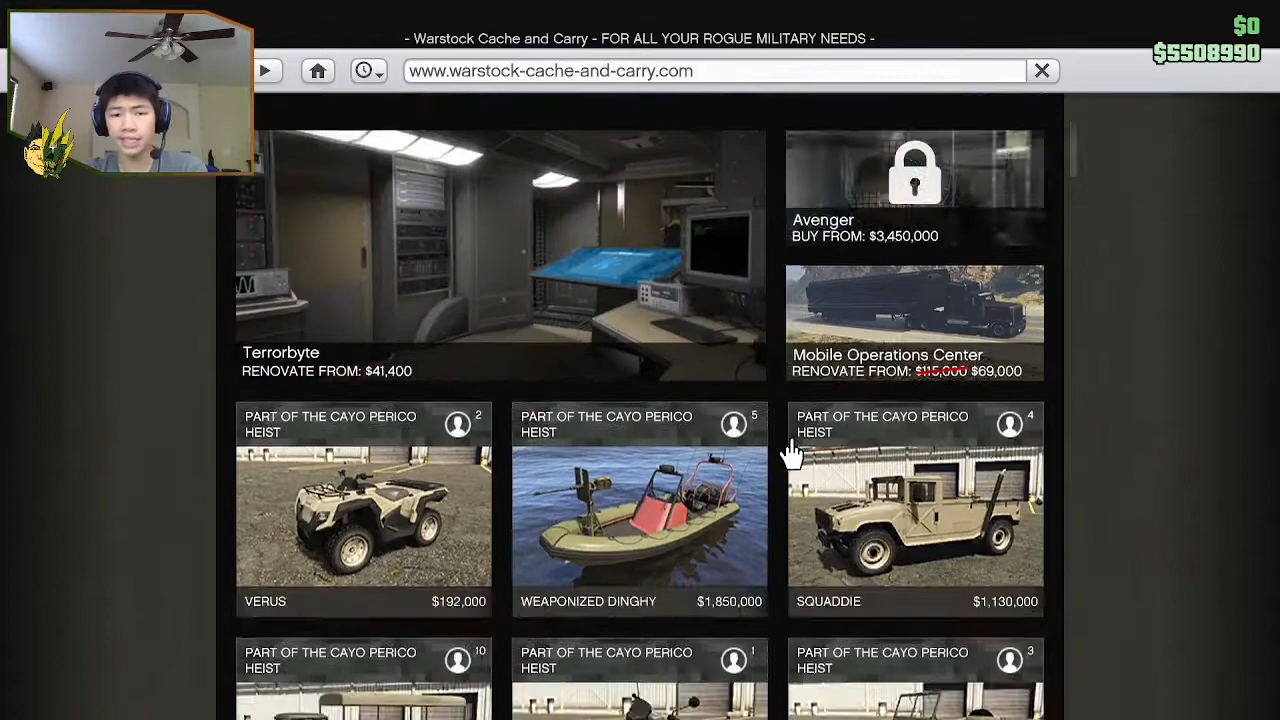 - Warstock Cache and Carry - FOR ALL YOUR ROGUE MILITARY NEEDS -
$0
$5508990
www.warstock-cache-and-carry.com
Terrorbyte
RENOVATE FROM: $41,400
Avenger
BUY FROM: $3,450,000
Mobile Operations Center
RENOVATE FROM: $115,000 $69,000
PART OF THE CAYO PERICO
HEIST
2
VERUS
$192,000
PART OF THE CAYO PERICO
HEIST
5
WEAPONIZED DINGHY
$1,850,000
PART OF THE CAYO PERICO
HEIST
4
SQUADDIE
$1,130,000
PART OF THE CAYO PERICO
HEIST
10
PART OF THE CAYO PERICO
HEIST
1
PART OF THE CAYO PERICO
HEIST
3